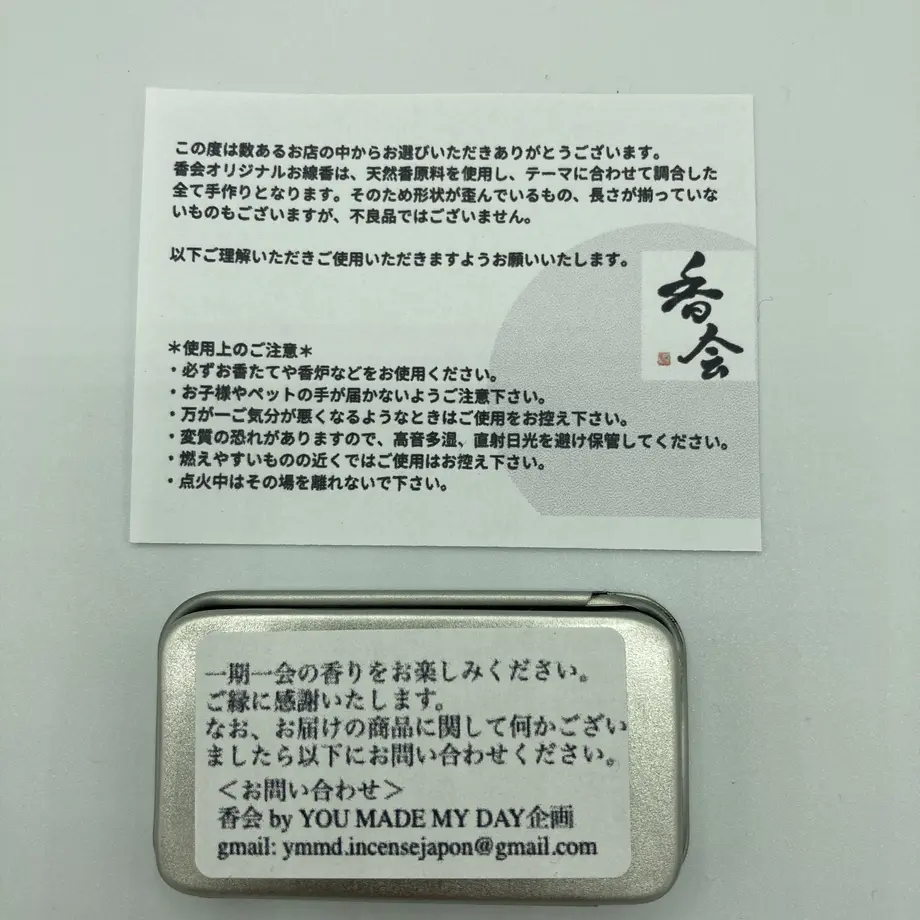 この度は数あるお店の中からお選びいただきありがとうございます。
香会オリジナルお線香は、天然香原料を使用し、テーマに合わせて調合した
全て手作りとなります。そのため形状が歪んでいるもの、長さが揃っていな
いものもございますが、不良品ではございません。
以下ご理解いただきご使用いただきますようお願いいたします。
香会
＊使用上のご注意＊
・必ずお香たてや香炉などをお使用ください。
・お子様やペットの手が届かないようご注意下さい。
・万が一ご気分が悪くなるようなときはご使用をお控え下さい。
・変質の恐れがありますので、高音多湿、直射日光を避け保管してください。
・燃えやすいものの近くではご使用はお控え下さい。
・点火中はその場を離れないで下さい。
一期一会の香りをお楽しみください。
ご縁に感謝いたします。
なお、お届けの商品に関して何かござい
ましたら以下にお問い合わせください。
＜お問い合わせ＞
香会 by YOU MADE MY DAY企画
gmail: ymmd.incensejapon@gmail.com